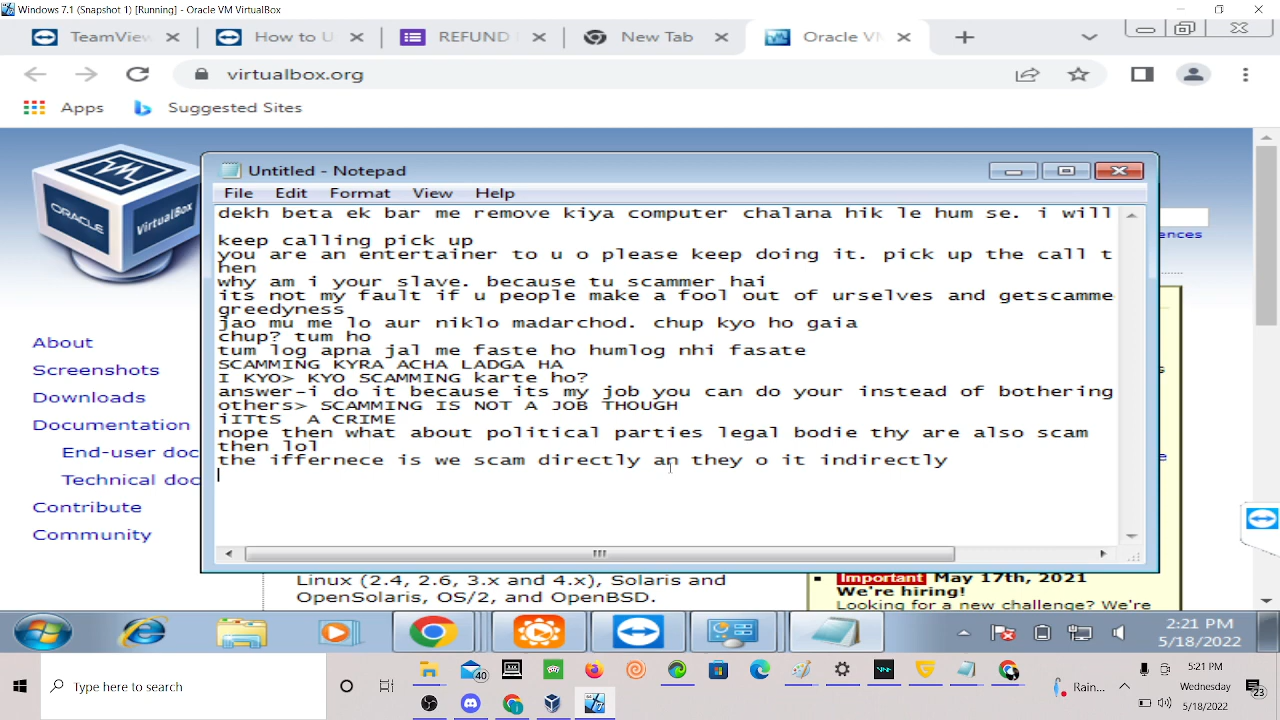 Windows 7.1 (Snapshot 1) [Running] - Oracle VM VirtualBox
TeamView
How to U
REFUND
New Tab
Oracle VM
virtualbox.org
Apps
Suggested Sites
ORACLE
VirtualBox
Untitled - Notepad
File Edit Format View Help
dekh beta ek bar me remove kiya computer chalana hik le hum se. i will
keep calling pick up
you are an entertainer to u o please keep doing it. pick up the call t
hen
why am i your slave. because tu scammer hai
its not my fault if u people make a fool out of urselves and getscamme
greedyness
jao mu me lo aur niklo madarchod. chup kyo ho gaia
chup? tum ho
tum log apna jal me faste ho humlog nhi fasate
SCAMMING KYRA ACHA LADGA HA
I KYO> KYO SCAMMING karte ho?
answer-i do it because its my job you can do your instead of bothering
others> SCAMMING IS NOT A JOB THOUGH
iITtS A CRIME
nope then what about political parties legal bodie thy are also scam
then lol
the iffernece is we scam directly an they o it indirectly
ences
About
Screenshots
Downloads
Documentation
End-user doc
Technical doc
Contribute
Community
Linux (2.4, 2.6, 3.x and 4.x), Solaris and
OpenSolaris, OS/2, and OpenBSD.
Important May 17th, 2021
We're hiring!
Looking for a new challenge? We're
2:21 PM
5/18/2022
Type here to search
40
Rain...
5:21 PM
Wednesday
5/18/2022
23